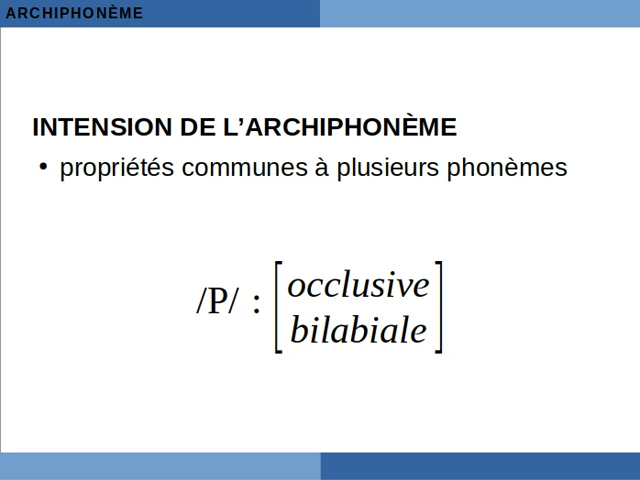 ARCHIPHONÈME
INTENSION DE L’ARCHIPHONÈME
• propriétés communes à plusieurs phonèmes
/P/ : [occlusive
bilabiale]